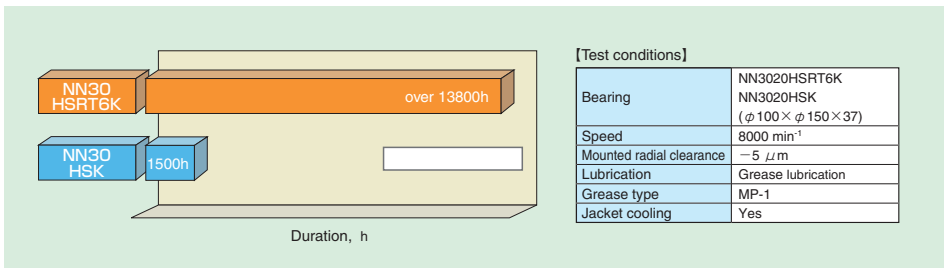 NN30
HSRT6K
over 13800h
NN30
HSK
1500h
Duration, h
【Test conditions】
Bearing
NN3020HSRT6K
NN3020HSK
(φ100×φ150×37)
Speed
8000 min⁻¹
Mounted radial clearance
－5 μm
Lubrication
Grease lubrication
Grease type
MP-1
Jacket cooling
Yes